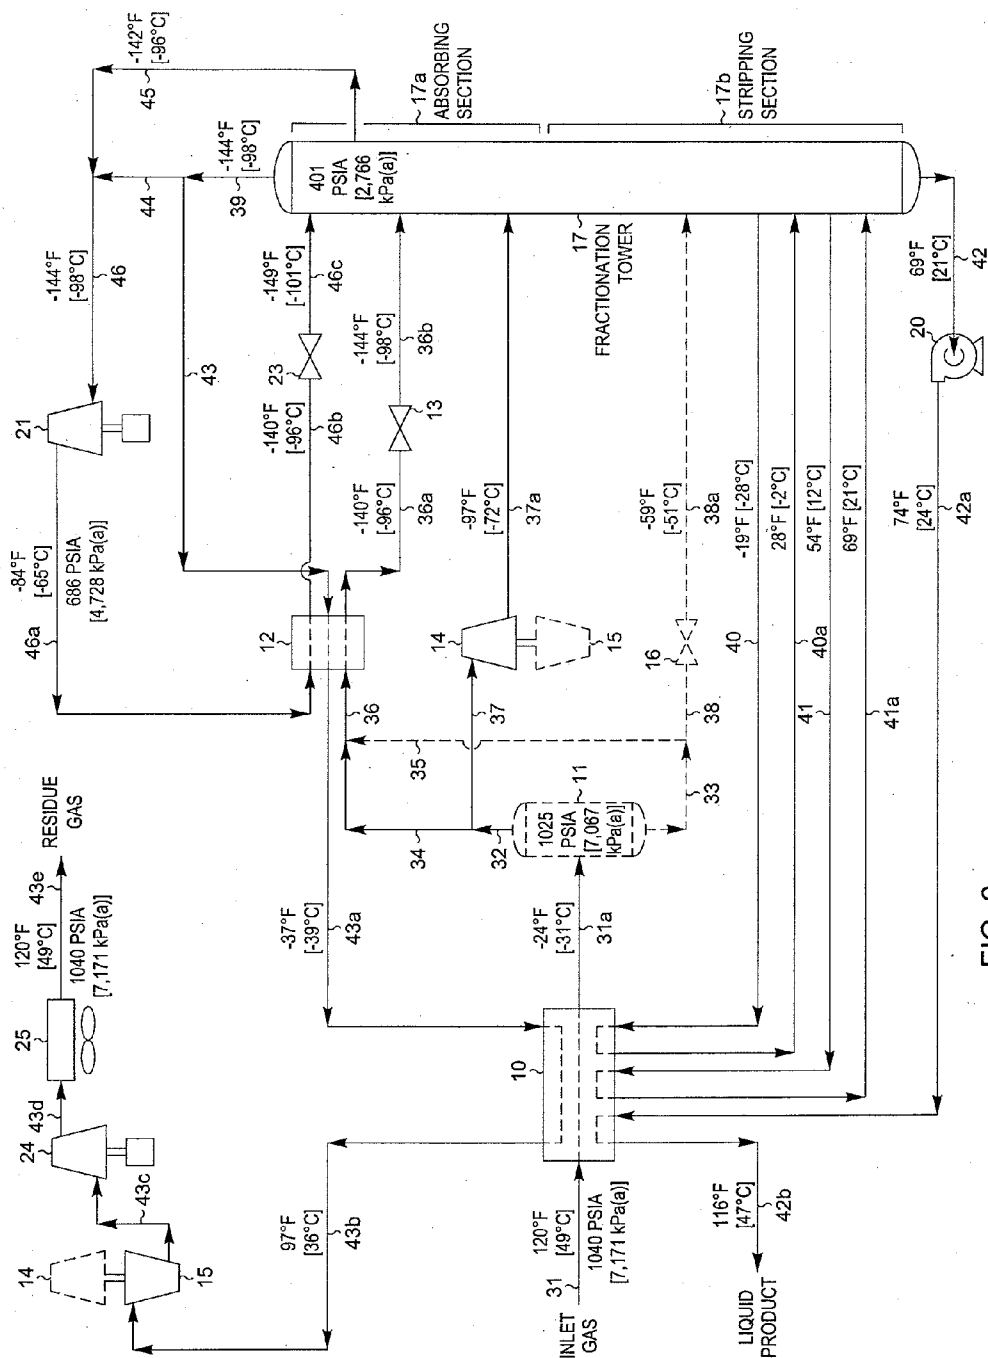 RESIDUE
GAS
43e
120°F
[49°C]
1040 PSIA
[7,171 kPa(a)]
25
43d
24
43c
14
15
97°F
[36°C]
43b
-37°F
[-39°C]
43a
10
INLET
GAS
31
120°F
[49°C]
1040 PSIA
[7,171 kPa(a)]
-24°F
[-31°C]
31a
1025
PSIA
[7,067
kPa(a)]
11
32
33
34
35
36
37
38
12
14
15
16
-84°F
[-65°C]
46a
686 PSIA
[4,728 kPa(a)]
21
-144°F
[-98°C]
46
43
44
-142°F
[-96°C]
45
-144°F
[-98°C]
39
-140°F
[-96°C]
46b
23
-149°F
[-101°C]
46c
-140°F
[-96°C]
36a
13
-144°F
[-98°C]
36b
-97°F
[-72°C]
37a
-59°F
[-51°C]
38a
401
PSIA
[2,766
kPa(a)]
17a
ABSORBING
SECTION
17b
STRIPPING
SECTION
17
FRACTIONATION
TOWER
-19°F [-28°C]
28°F [-2°C]
54°F [12°C]
69°F [21°C]
40
40a
41
41a
69°F
[21°C]
42
20
74°F
[24°C]
42a
116°F
[47°C]
42b
LIQUID
PRODUCT